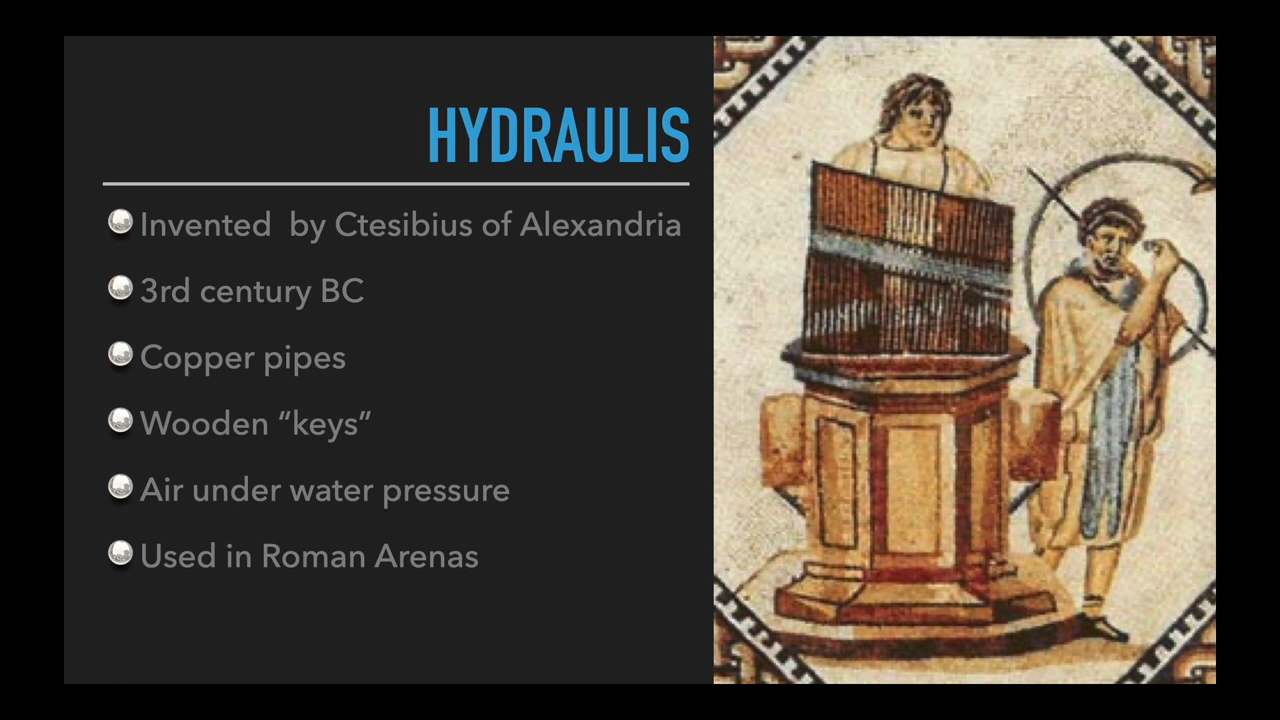 HYDRAULIS
Invented  by Ctesibius of Alexandria
3rd century BC
Copper pipes
Wooden “keys”
Air under water pressure
Used in Roman Arenas